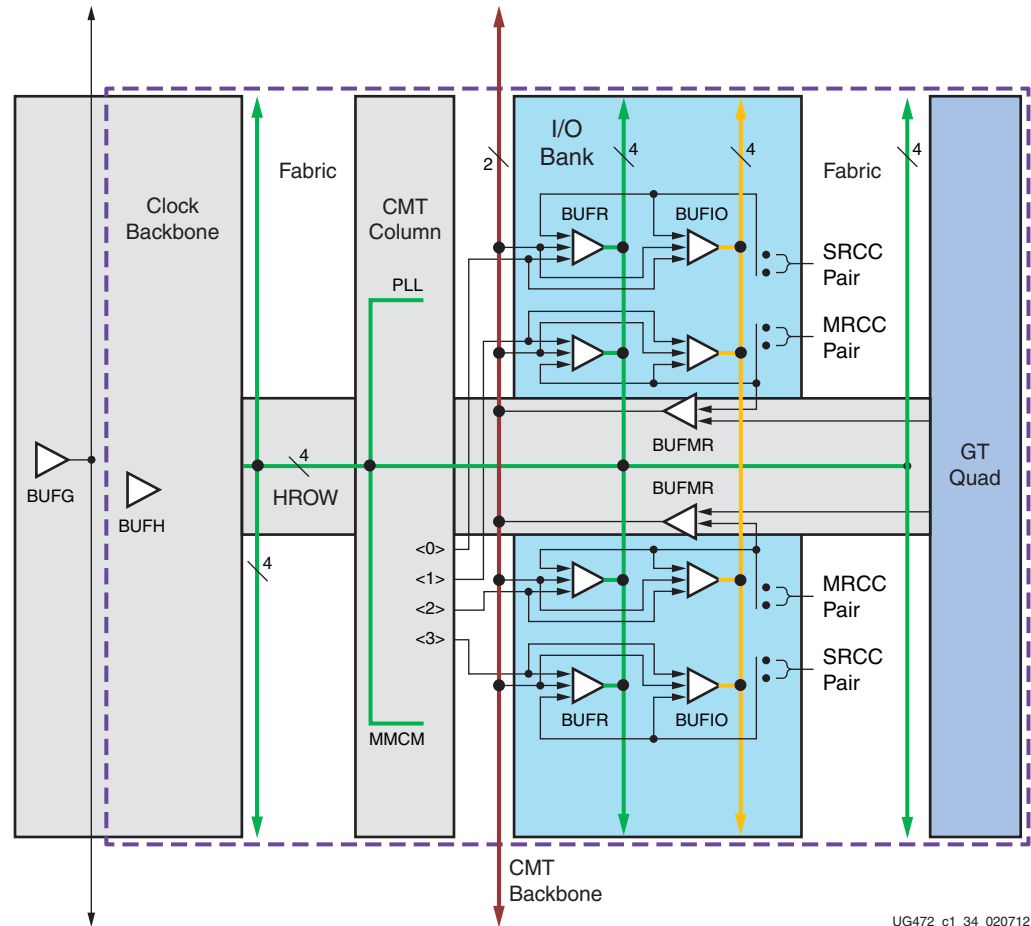 I/O
Bank
2
4
4
4
Fabric
Fabric
Clock
Backbone
CMT
Column
BUFR
BUFIO
SRCC
Pair
PLL
MRCC
Pair
BUFMR
4
BUFG
BUFH
HROW
BUFMR
GT
Quad
<0>
<1>
<2>
<3>
4
MRCC
Pair
SRCC
Pair
BUFR
BUFIO
MMCM
CMT
Backbone
UG472_c1_34_020712